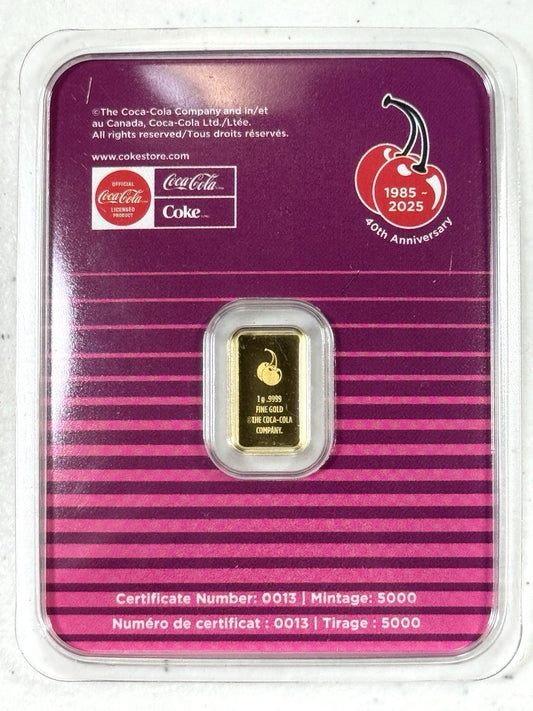 ©The Coca-Cola Company and in/et
au Canada, Coca-Cola Ltd./Ltée.
All rights reserved/Tous droits réservés.
www.cokestore.com
OFFICIAL
Coca-Cola
LICENSED
PRODUCT
Coca-Cola
Coke
1985 ~
2025
40th Anniversary
1g .9999
FINE GOLD
©THE COCA-COLA
COMPANY.
Certificate Number: 0013 | Mintage: 5000
Numéro de certificat : 0013 | Tirage : 5000